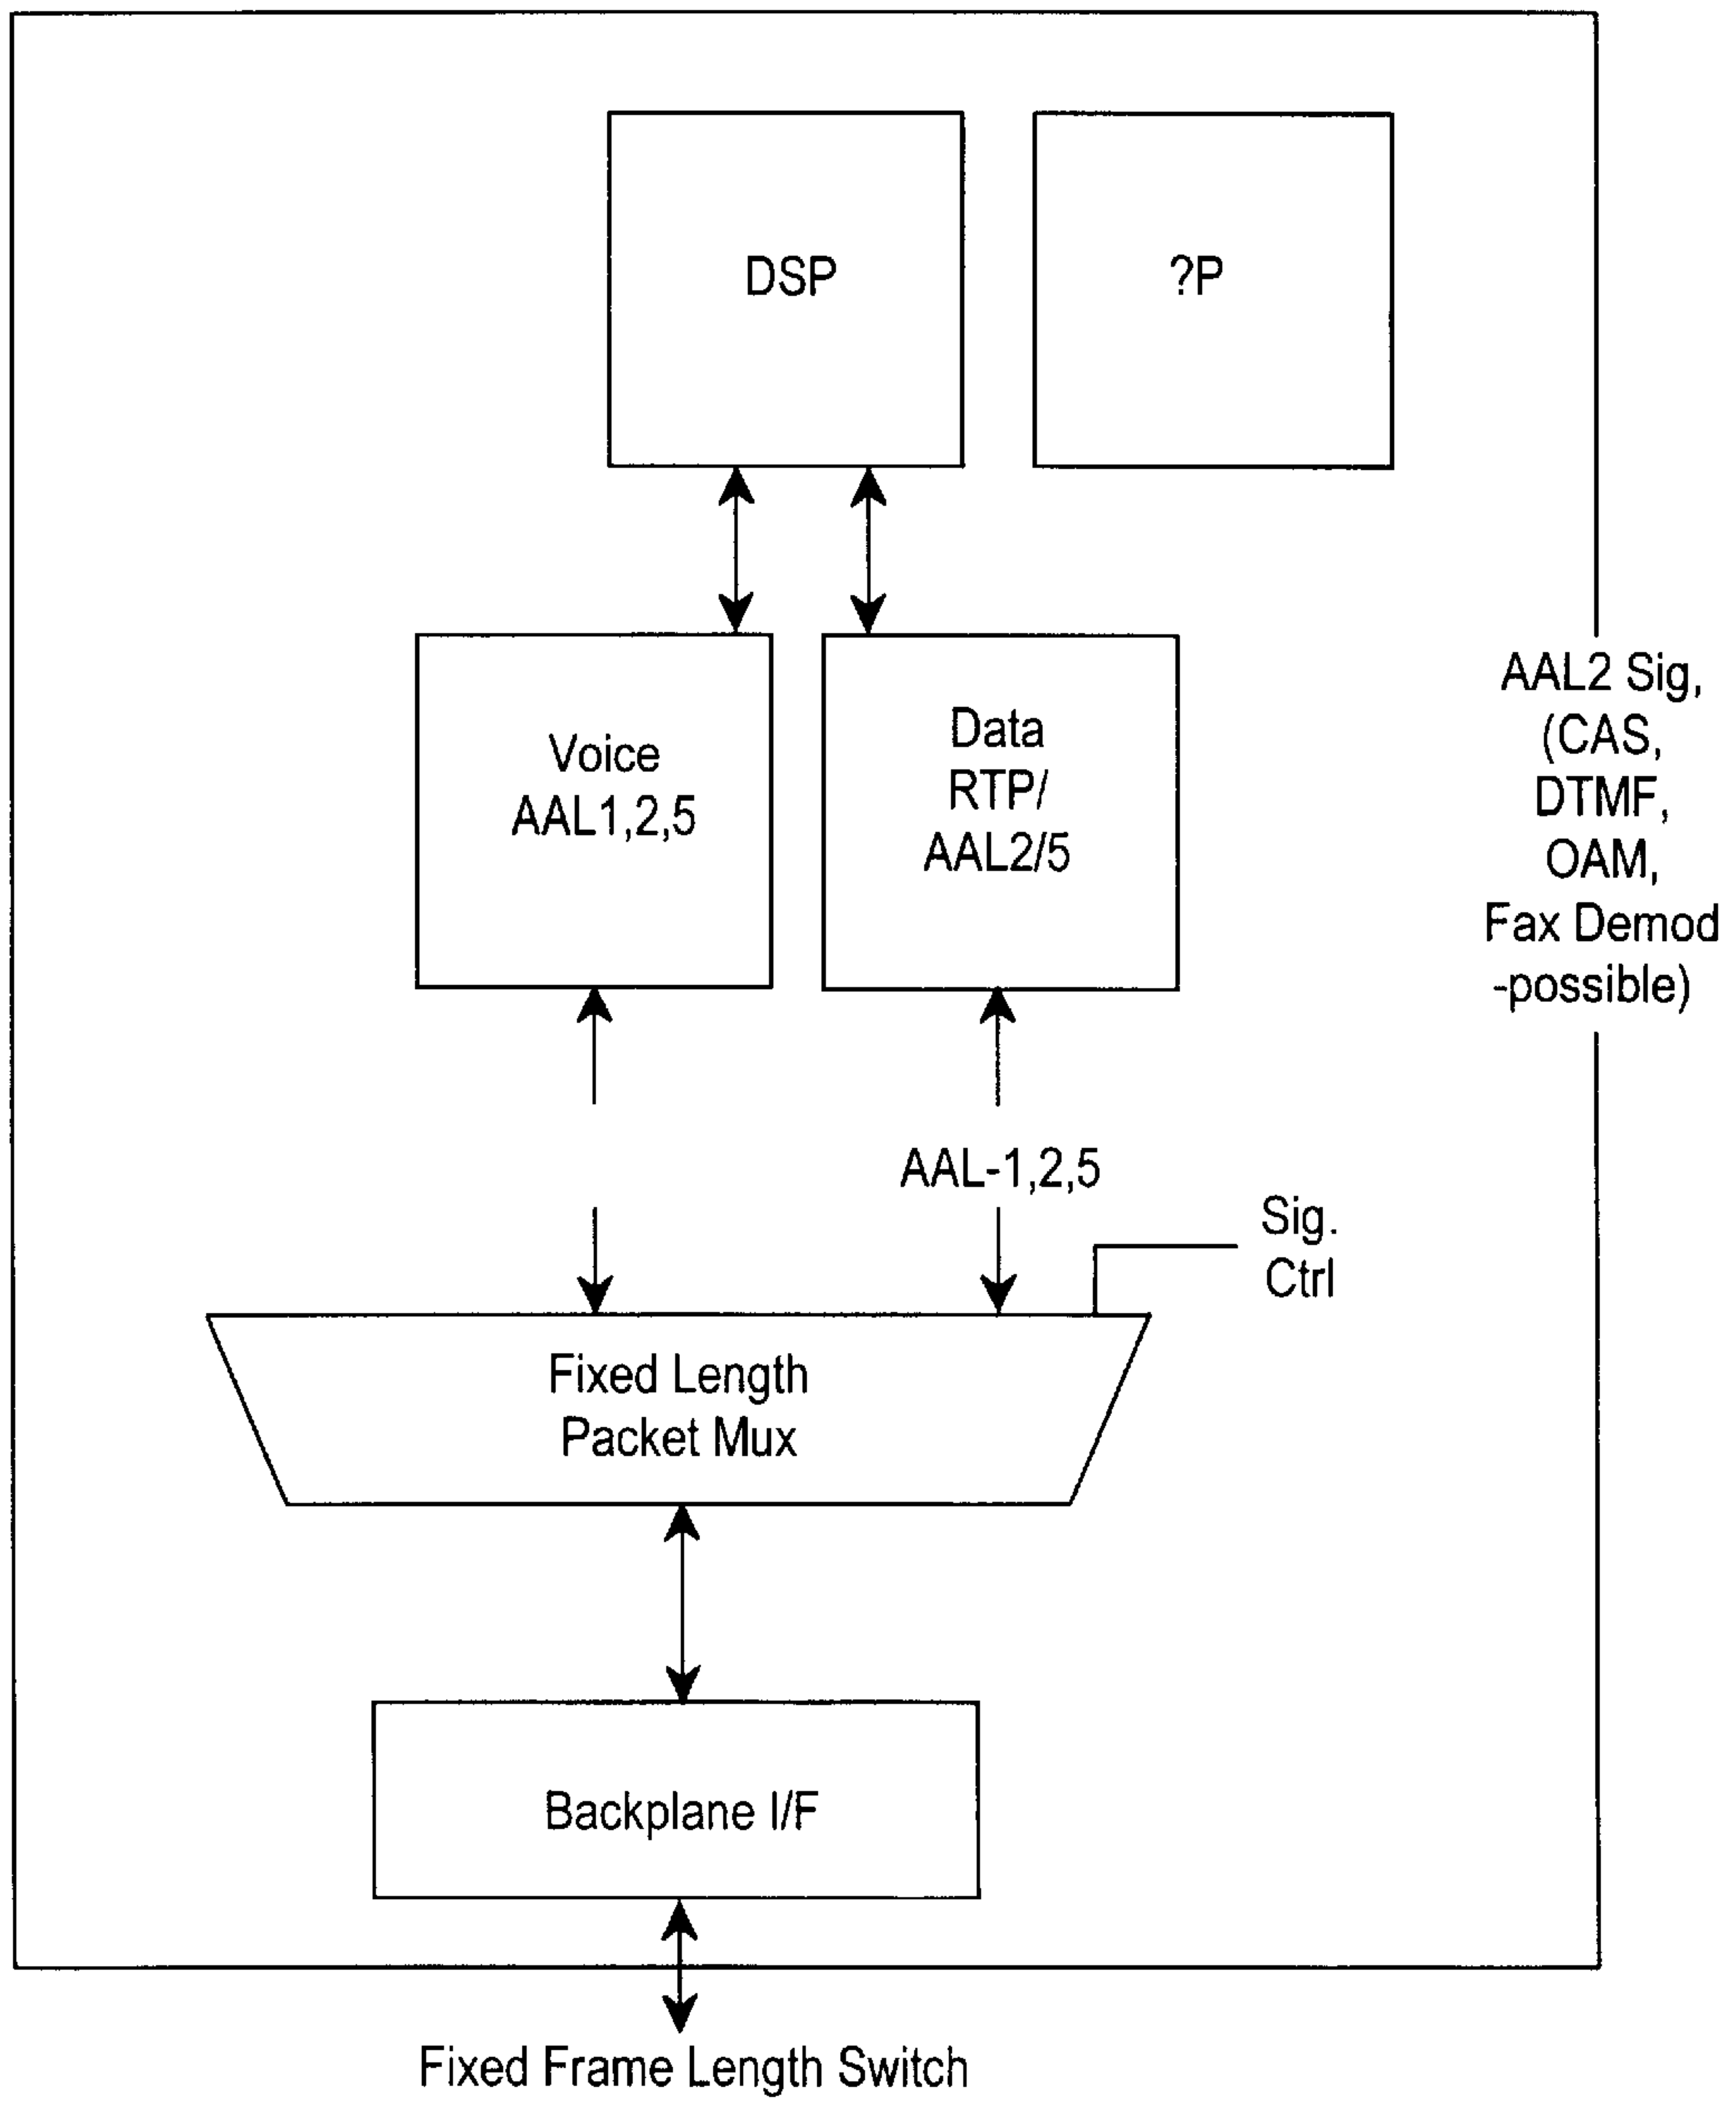 DSP
?P
Voice
AAL1,2,5
Data
RTP/
AAL2/5
AAL2 Sig,
(CAS,
DTMF,
OAM,
Fax Demod
-possible)
AAL-1,2,5
Sig.
Ctrl
Fixed Length
Packet Mux
Backplane I/F
Fixed Frame Length Switch